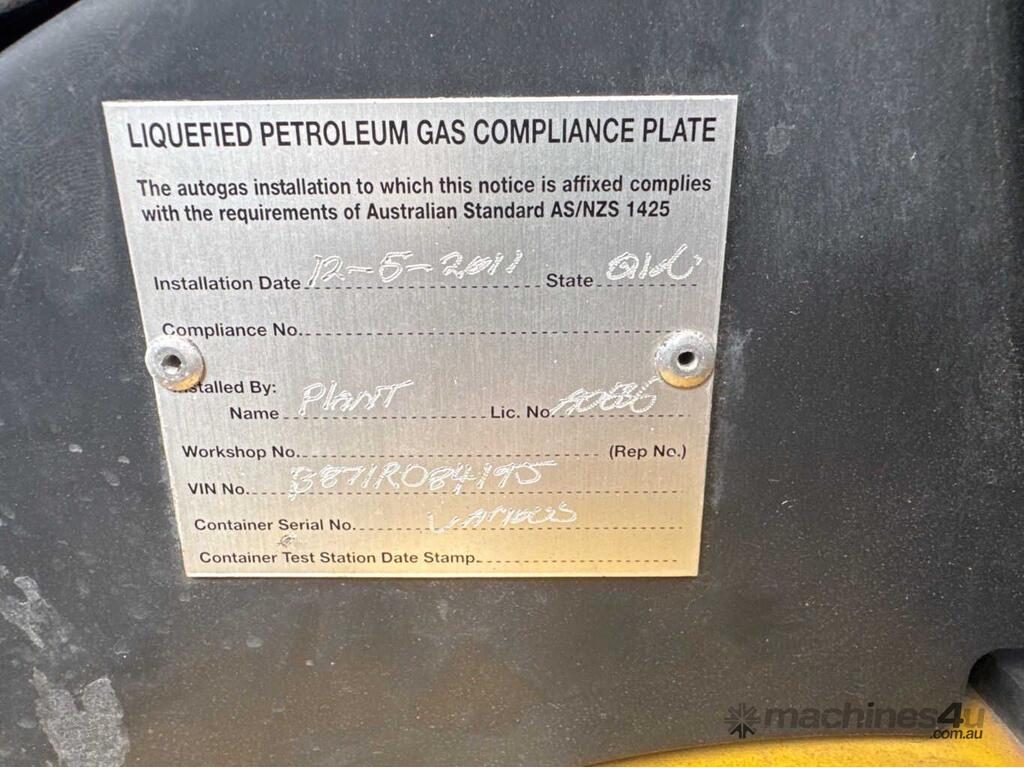 LIQUEFIED PETROLEUM GAS COMPLIANCE PLATE
The autogas installation to which this notice is affixed complies
with the requirements of Australian Standard AS/NZS 1425
Installation Date 12-5-2011 State Qld
Compliance No.
Installed By:
Name PLANT Lic. No.
Workshop No. (Rep No.)
VIN No. B871R08419J
Container Serial No. VARIOUS
Container Test Station Date Stamp
machines4u
.com.au